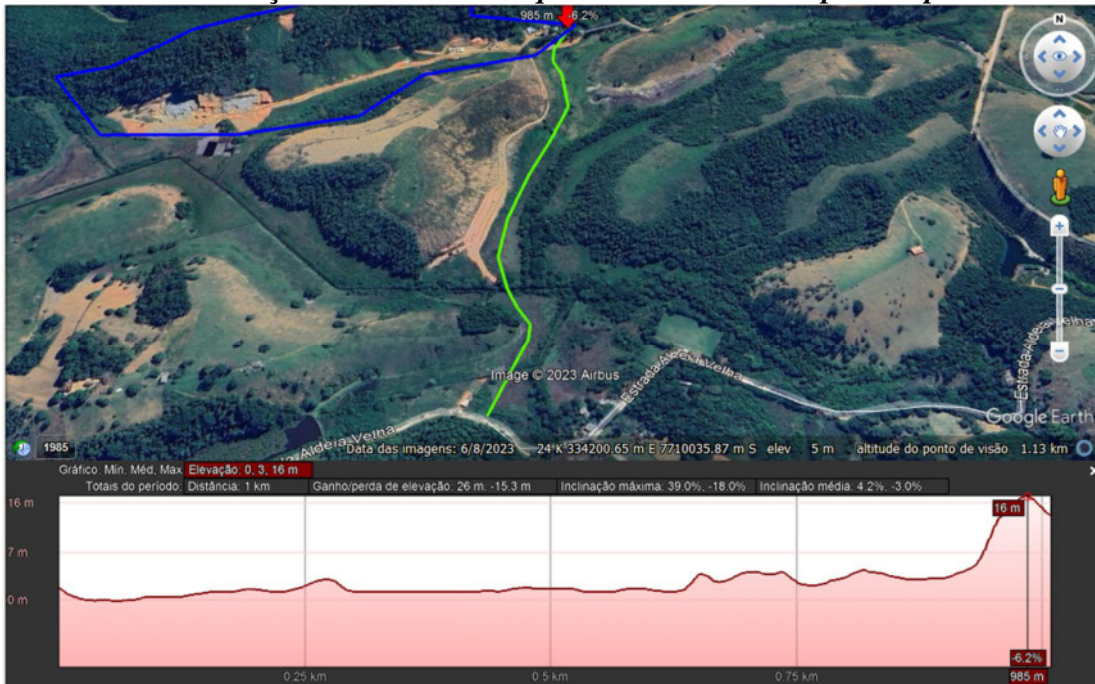 985 m -6.2%
N
Estrada Aldeia Velha
Estrada Aldeia Velha
Aldeia Velha
Image © 2023 Airbus
Google Earth
1985
Data das imagens: 6/8/2023 24 K 334200.65 m E 7710035.87 m S elev 5 m altitude do ponto de visão 1.13 km
Gráfico: Mín, Méd, Máx Elevação: 0, 3, 16 m
Totais do período: Distância: 1 km Ganho/perda de elevação: 26 m, -15.3 m Inclinação máxima: 39.0%, -18.0% Inclinação média: 4.2%, -3.0%
16 m
16 m
7 m
0 m
-6.2%
0.25 km 0.5 km 0.75 km 985 m